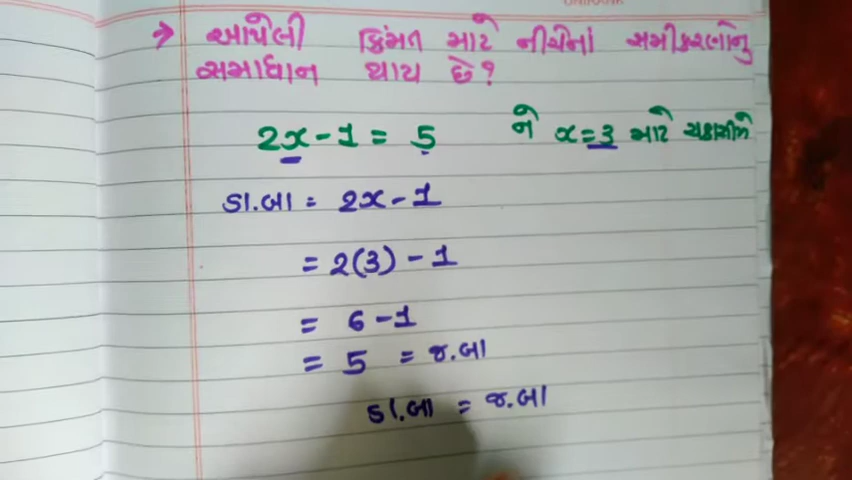 → આપેલી કિંમત માટે નીચેનાં સમીકરણોનુ
સમાધાન થાય છે?
2x - 1 = 5 ને x = 3 માટે ચકાસીએ
ડા.બા = 2x - 1
= 2(3) - 1
= 6 - 1
= 5 = જ.બા
ડા.બા = જ.બા